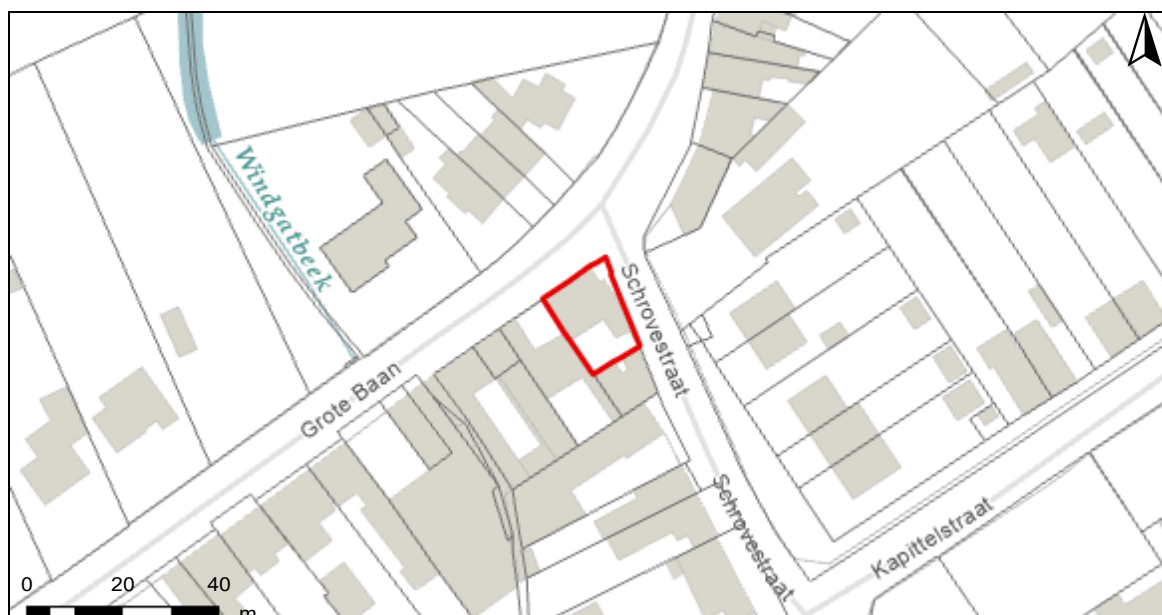 Windgatbeek
Schrovestraat
Grote Baan
Schrovestraat
Kapittelstraat
0 20 40
m